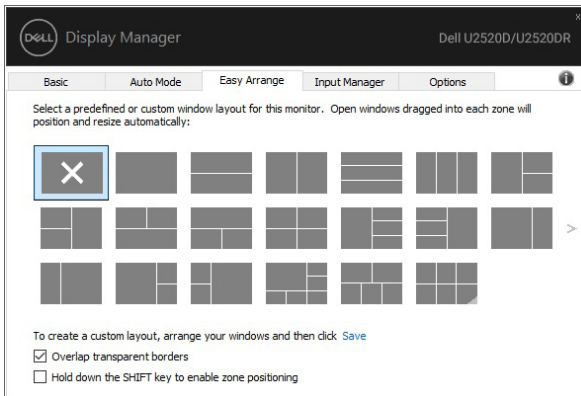 DELL Display Manager Dell U2520D/U2520DR
Basic Auto Mode Easy Arrange Input Manager Options
Select a predefined or custom window layout for this monitor. Open windows dragged into each zone will
position and resize automatically:
To create a custom layout, arrange your windows and then click Save
Overlap transparent borders
Hold down the SHIFT key to enable zone positioning